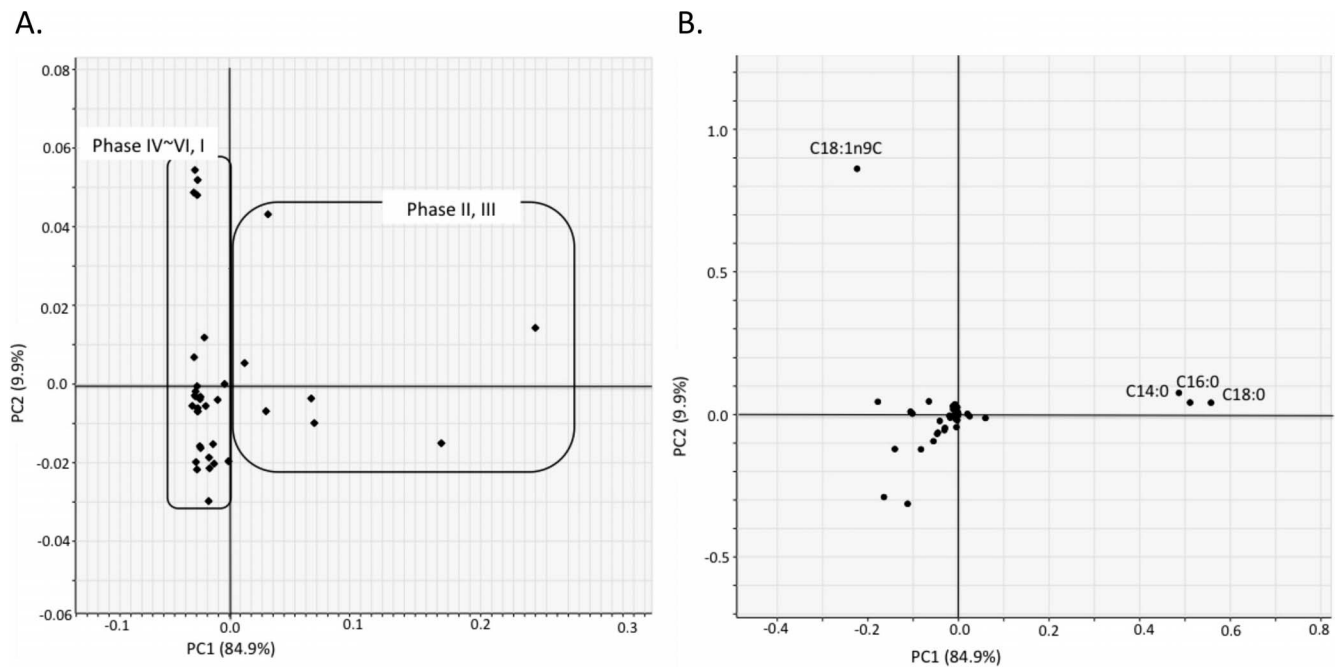 A.
0.08
0.06
0.04
0.02
0.0
-0.02
-0.04
-0.06
PC2 (9.9%)
Phase IV~VI, I
Phase II, III
-0.1
0.0
0.1
0.2
0.3
PC1 (84.9%)
B.
1.0
0.5
0.0
-0.5
PC2 (9.9%)
C18:1n9C
C14:0
C16:0
C18:0
-0.4
-0.2
0.0
0.2
0.4
0.6
0.8
PC1 (84.9%)